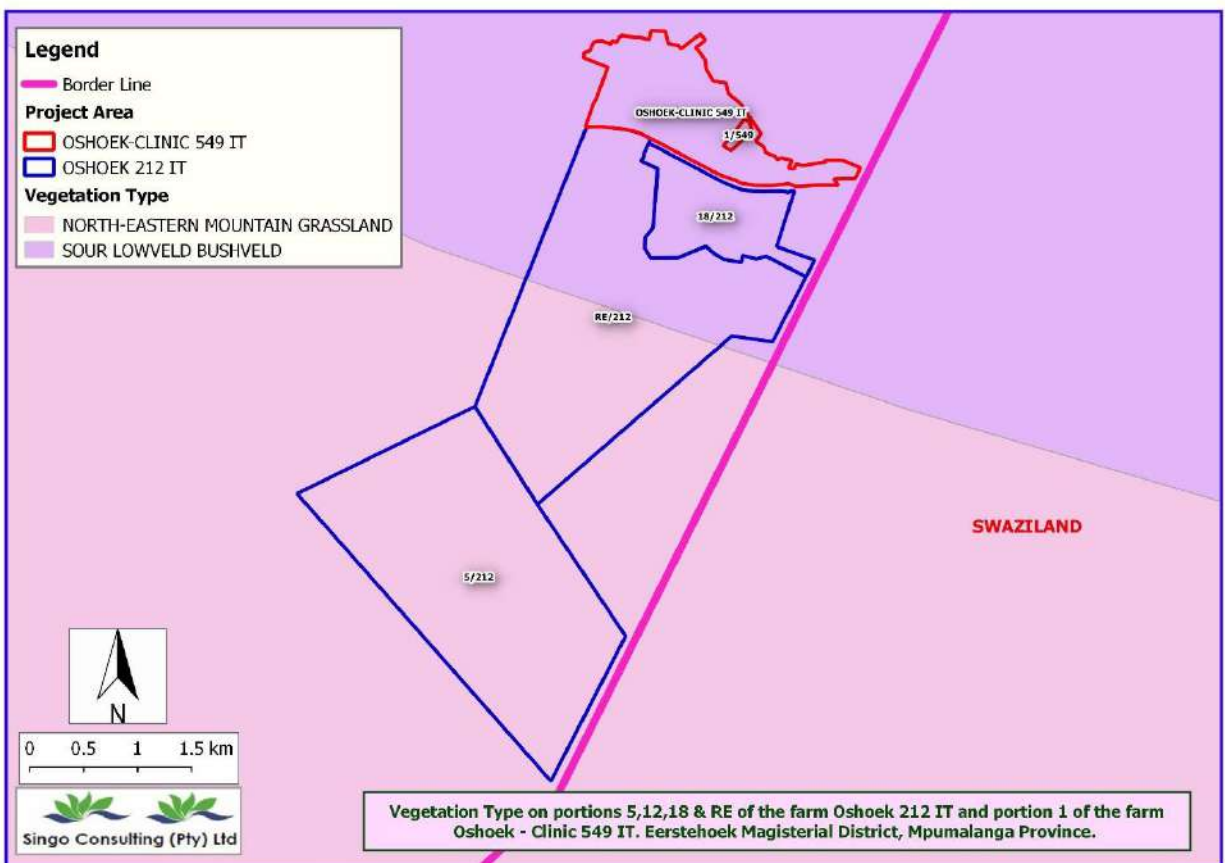 Legend
Border Line
Project Area
OSHOEK-CLINIC 549 IT
OSHOEK 212 IT
Vegetation Type
NORTH-EASTERN MOUNTAIN GRASSLAND
SOUR LOWVELD BUSHVELD
OSHOEK-CLINIC 549 IT
1/549
18/212
RE/212
5/212
SWAZILAND
N
0 0.5 1 1.5 km
Singo Consulting (Pty) Ltd
Vegetation Type on portions 5,12,18 & RE of the farm Oshoek 212 IT and portion 1 of the farm
Oshoek - Clinic 549 IT. Eerstehoek Magisterial District, Mpumalanga Province.